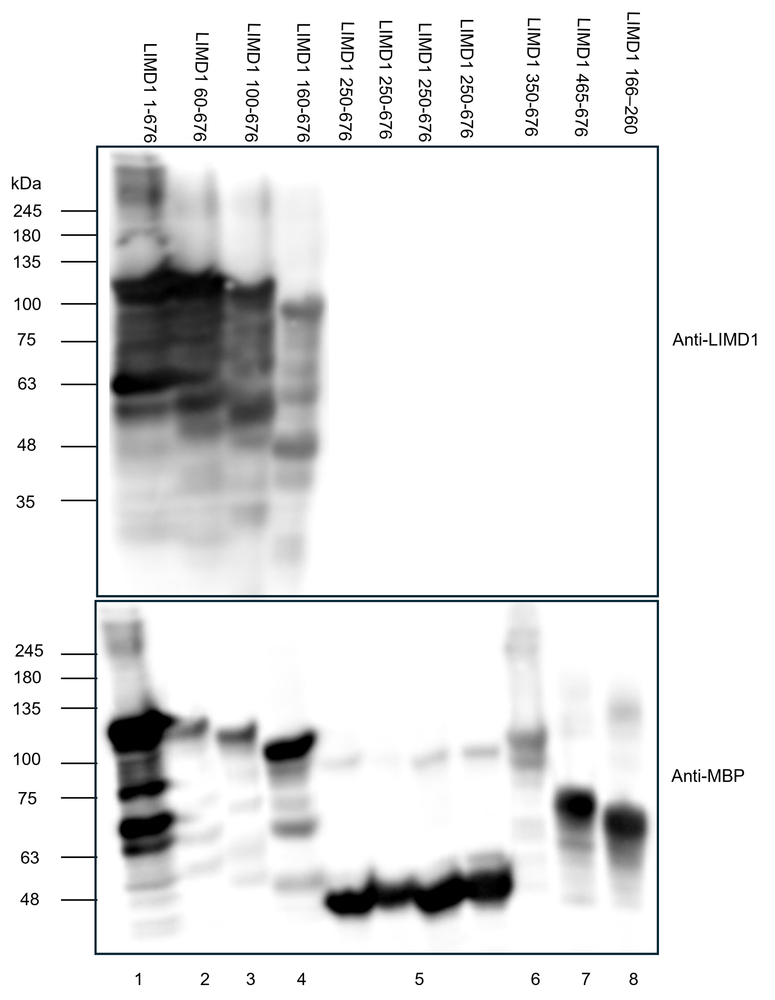 LIMD1 1-676
LIMD1 60-676
LIMD1 100-676
LIMD1 160-676
LIMD1 250-676
LIMD1 250-676
LIMD1 250-676
LIMD1 250-676
LIMD1 350-676
LIMD1 465-676
LIMD1 166–260
kDa
245
180
135
100
75
63
48
35
Anti-LIMD1
245
180
135
100
75
63
48
Anti-MBP
1 2 3 4 5 6 7 8